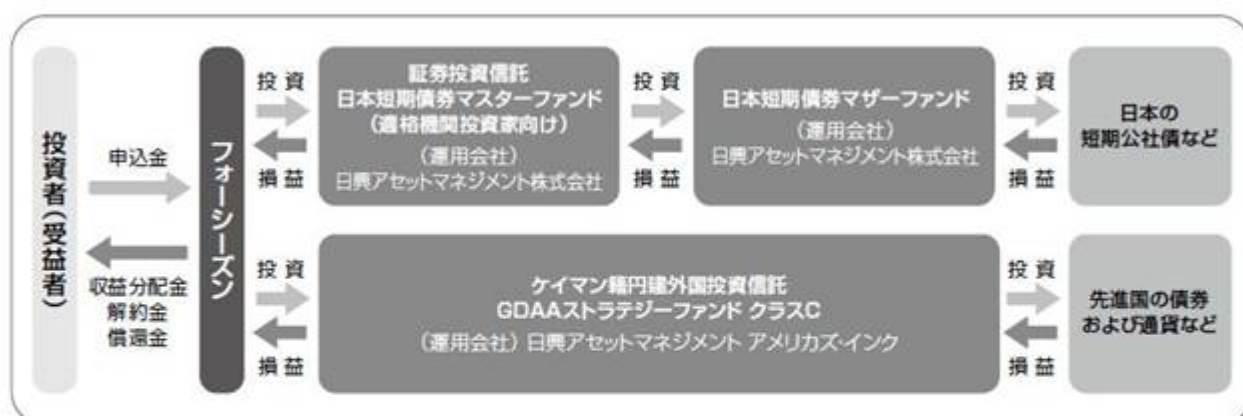 投資者(受益者)
申込金
収益分配金
解約金
償還金
フォーシーズン
投資
損益
証券投資信託
日本短期債券マスターファンド
(適格機関投資家向け)
(運用会社)
日興アセットマネジメント株式会社
投資
損益
日本短期債券マザーファンド
(運用会社)
日興アセットマネジメント株式会社
投資
損益
日本の
短期公社債など
投資
損益
ケイマン籍円建外国投資信託
GDAAストラテジーファンド クラスC
(運用会社)日興アセットマネジメント アメリカズ・インク
投資
損益
先進国の債券
および通貨など